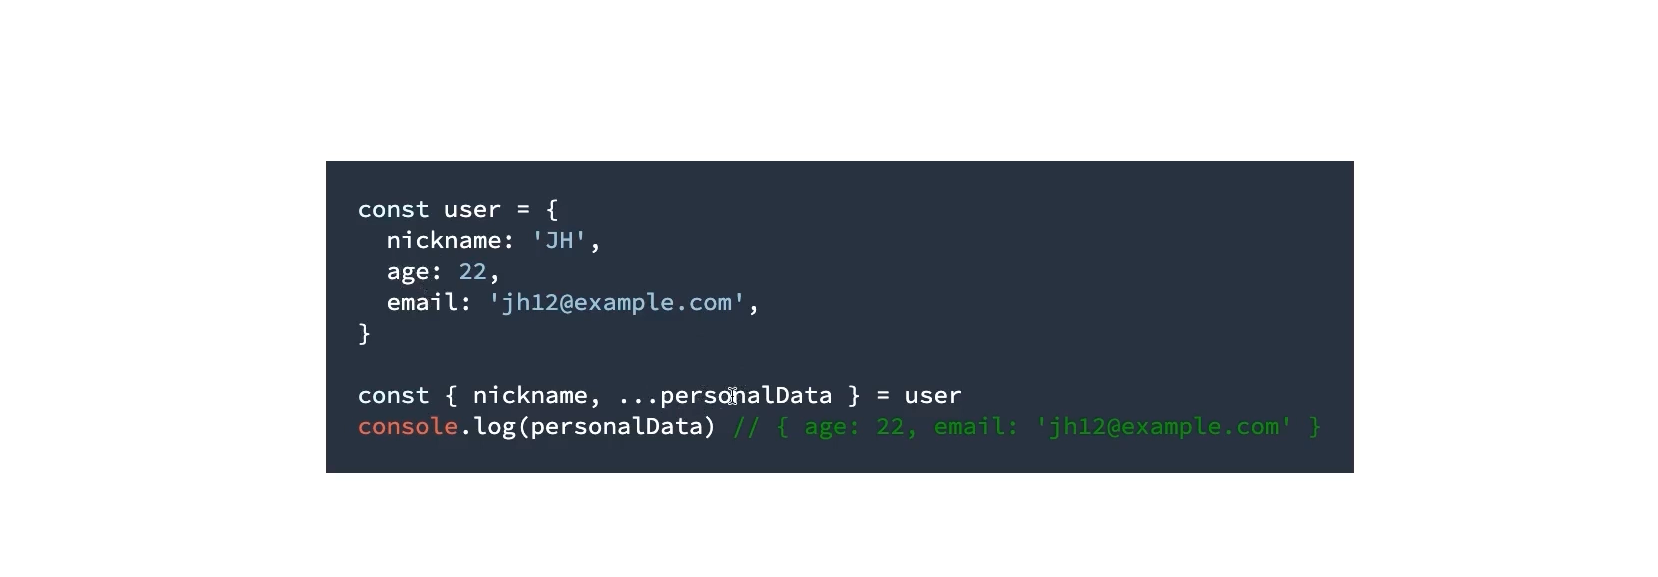 const user = {
  nickname: 'JH',
  age: 22,
  email: 'jh12@example.com',
}
const { nickname, ...personalData } = user
console.log(personalData) // { age: 22, email: 'jh12@example.com' }